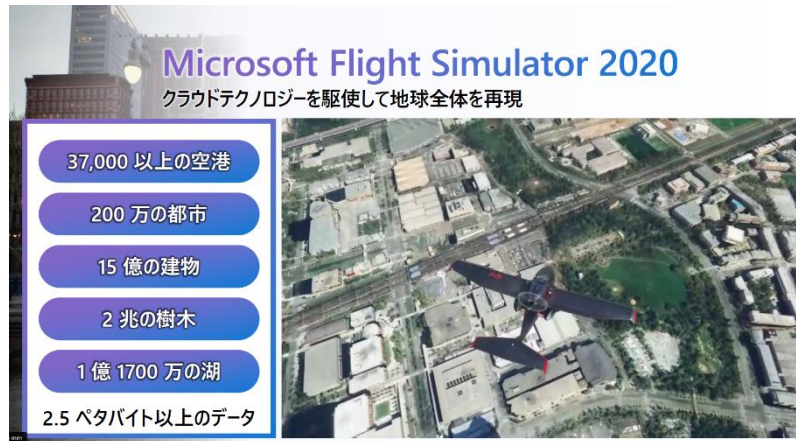 Microsoft Flight Simulator 2020
クラウドテクノロジーを駆使して地球全体を再現
37,000 以上の空港
200 万の都市
15 億の建物
2 兆の樹木
1 億 1700 万の湖
2.5 ペタバイト以上のデータ